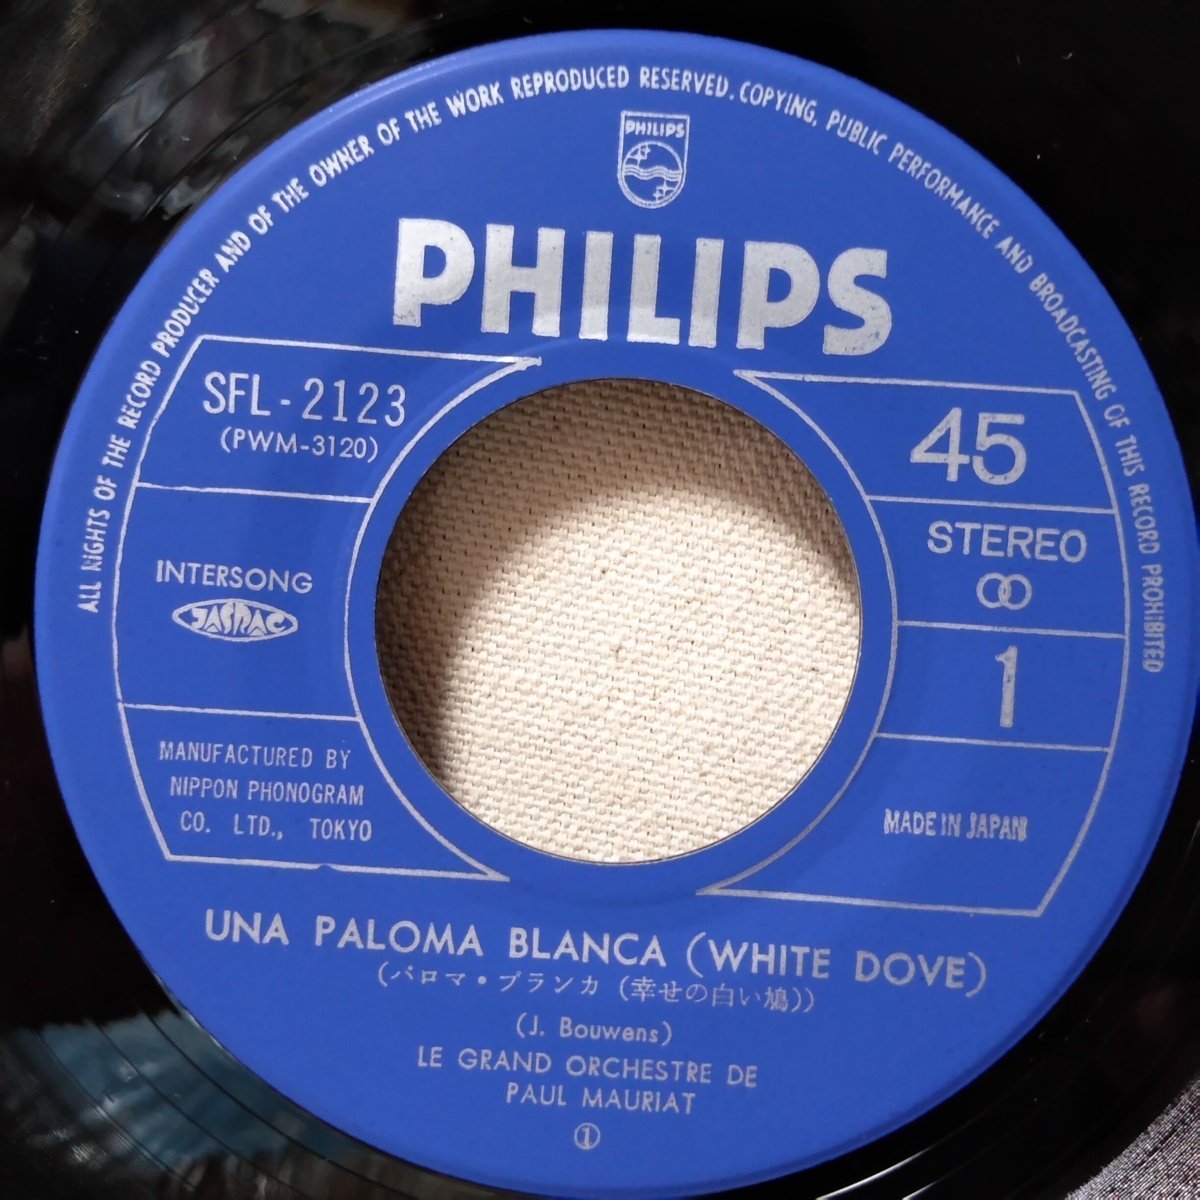 ALL RIGHTS OF THE RECORD PRODUCER AND OF THE OWNER OF THE WORK REPRODUCED RESERVED. COPYING, PUBLIC PERFORMANCE AND BROADCASTING OF THIS RECORD PROHIBITED
PHILIPS
PHILIPS
SFL-2123
(PWM-3120)
45
STEREO
INTERSONG
JASRAC
1
MANUFACTURED BY
NIPPON PHONOGRAM
CO. LTD., TOKYO
MADE IN JAPAN
UNA PALOMA BLANCA (WHITE DOVE)
(パロマ・ブランカ (幸せの白い鳩))
(J. Bouwens)
LE GRAND ORCHESTRE DE
PAUL MAURIAT
①